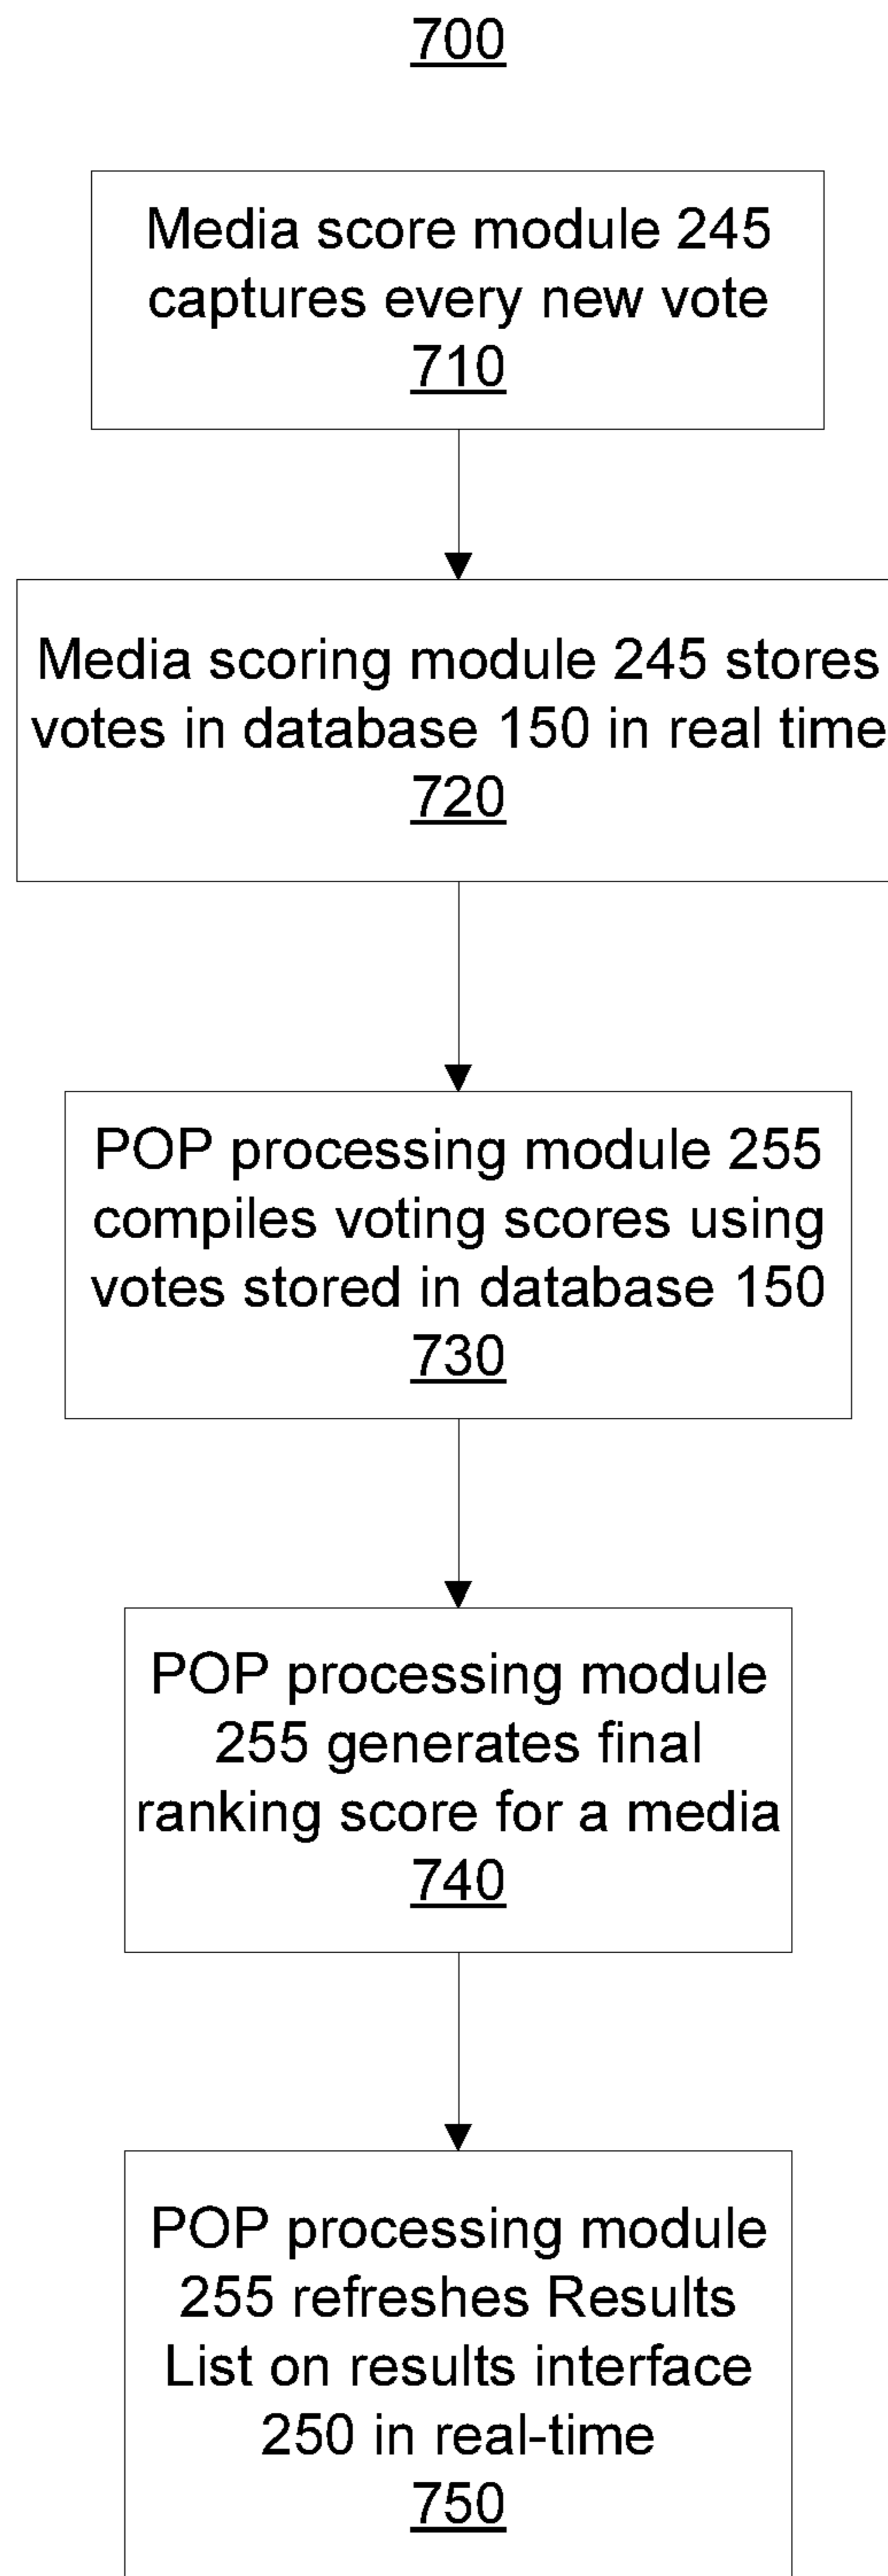 700
Media score module 245
captures every new vote
710
Media scoring module 245 stores
votes in database 150 in real time
720
POP processing module 255
compiles voting scores using
votes stored in database 150
730
POP processing module
255 generates final
ranking score for a media
740
POP processing module
255 refreshes Results
List on results interface
250 in real-time
750